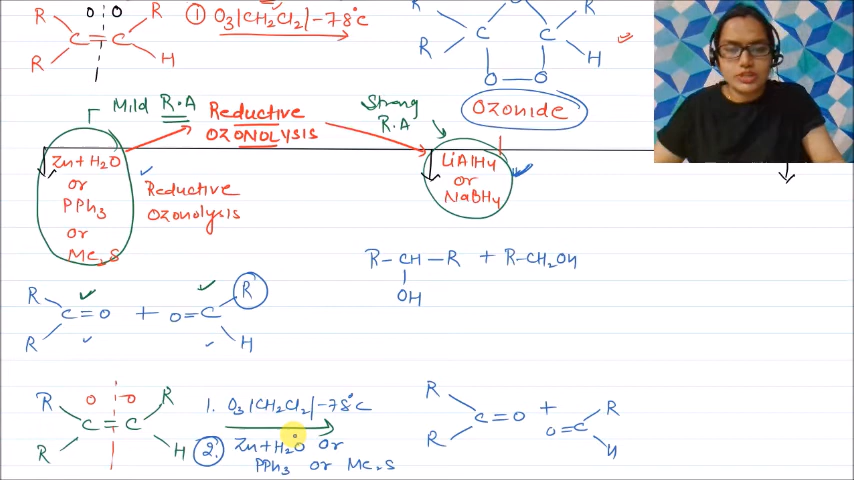 R O O R
C = C
R H
① O3/CH2Cl2/-78°C
R R
C C
R H
O — O
Ozonide
Mild R.A
Reductive
OZONOLYSIS
Strong
R.A
Zn+H2O
or
PPh3
or
Me2S
Reductive
Ozonolysis
LiAlH4
or
NaBH4
R-CH-R + R-CH2OH
OH
R R
C=O + O=C
R H
R O O R
C = C
R H
1. O3/CH2Cl2/-78°C
2. Zn+H2O or
PPh3 or Me2S
R
C=O + O=C R
R H